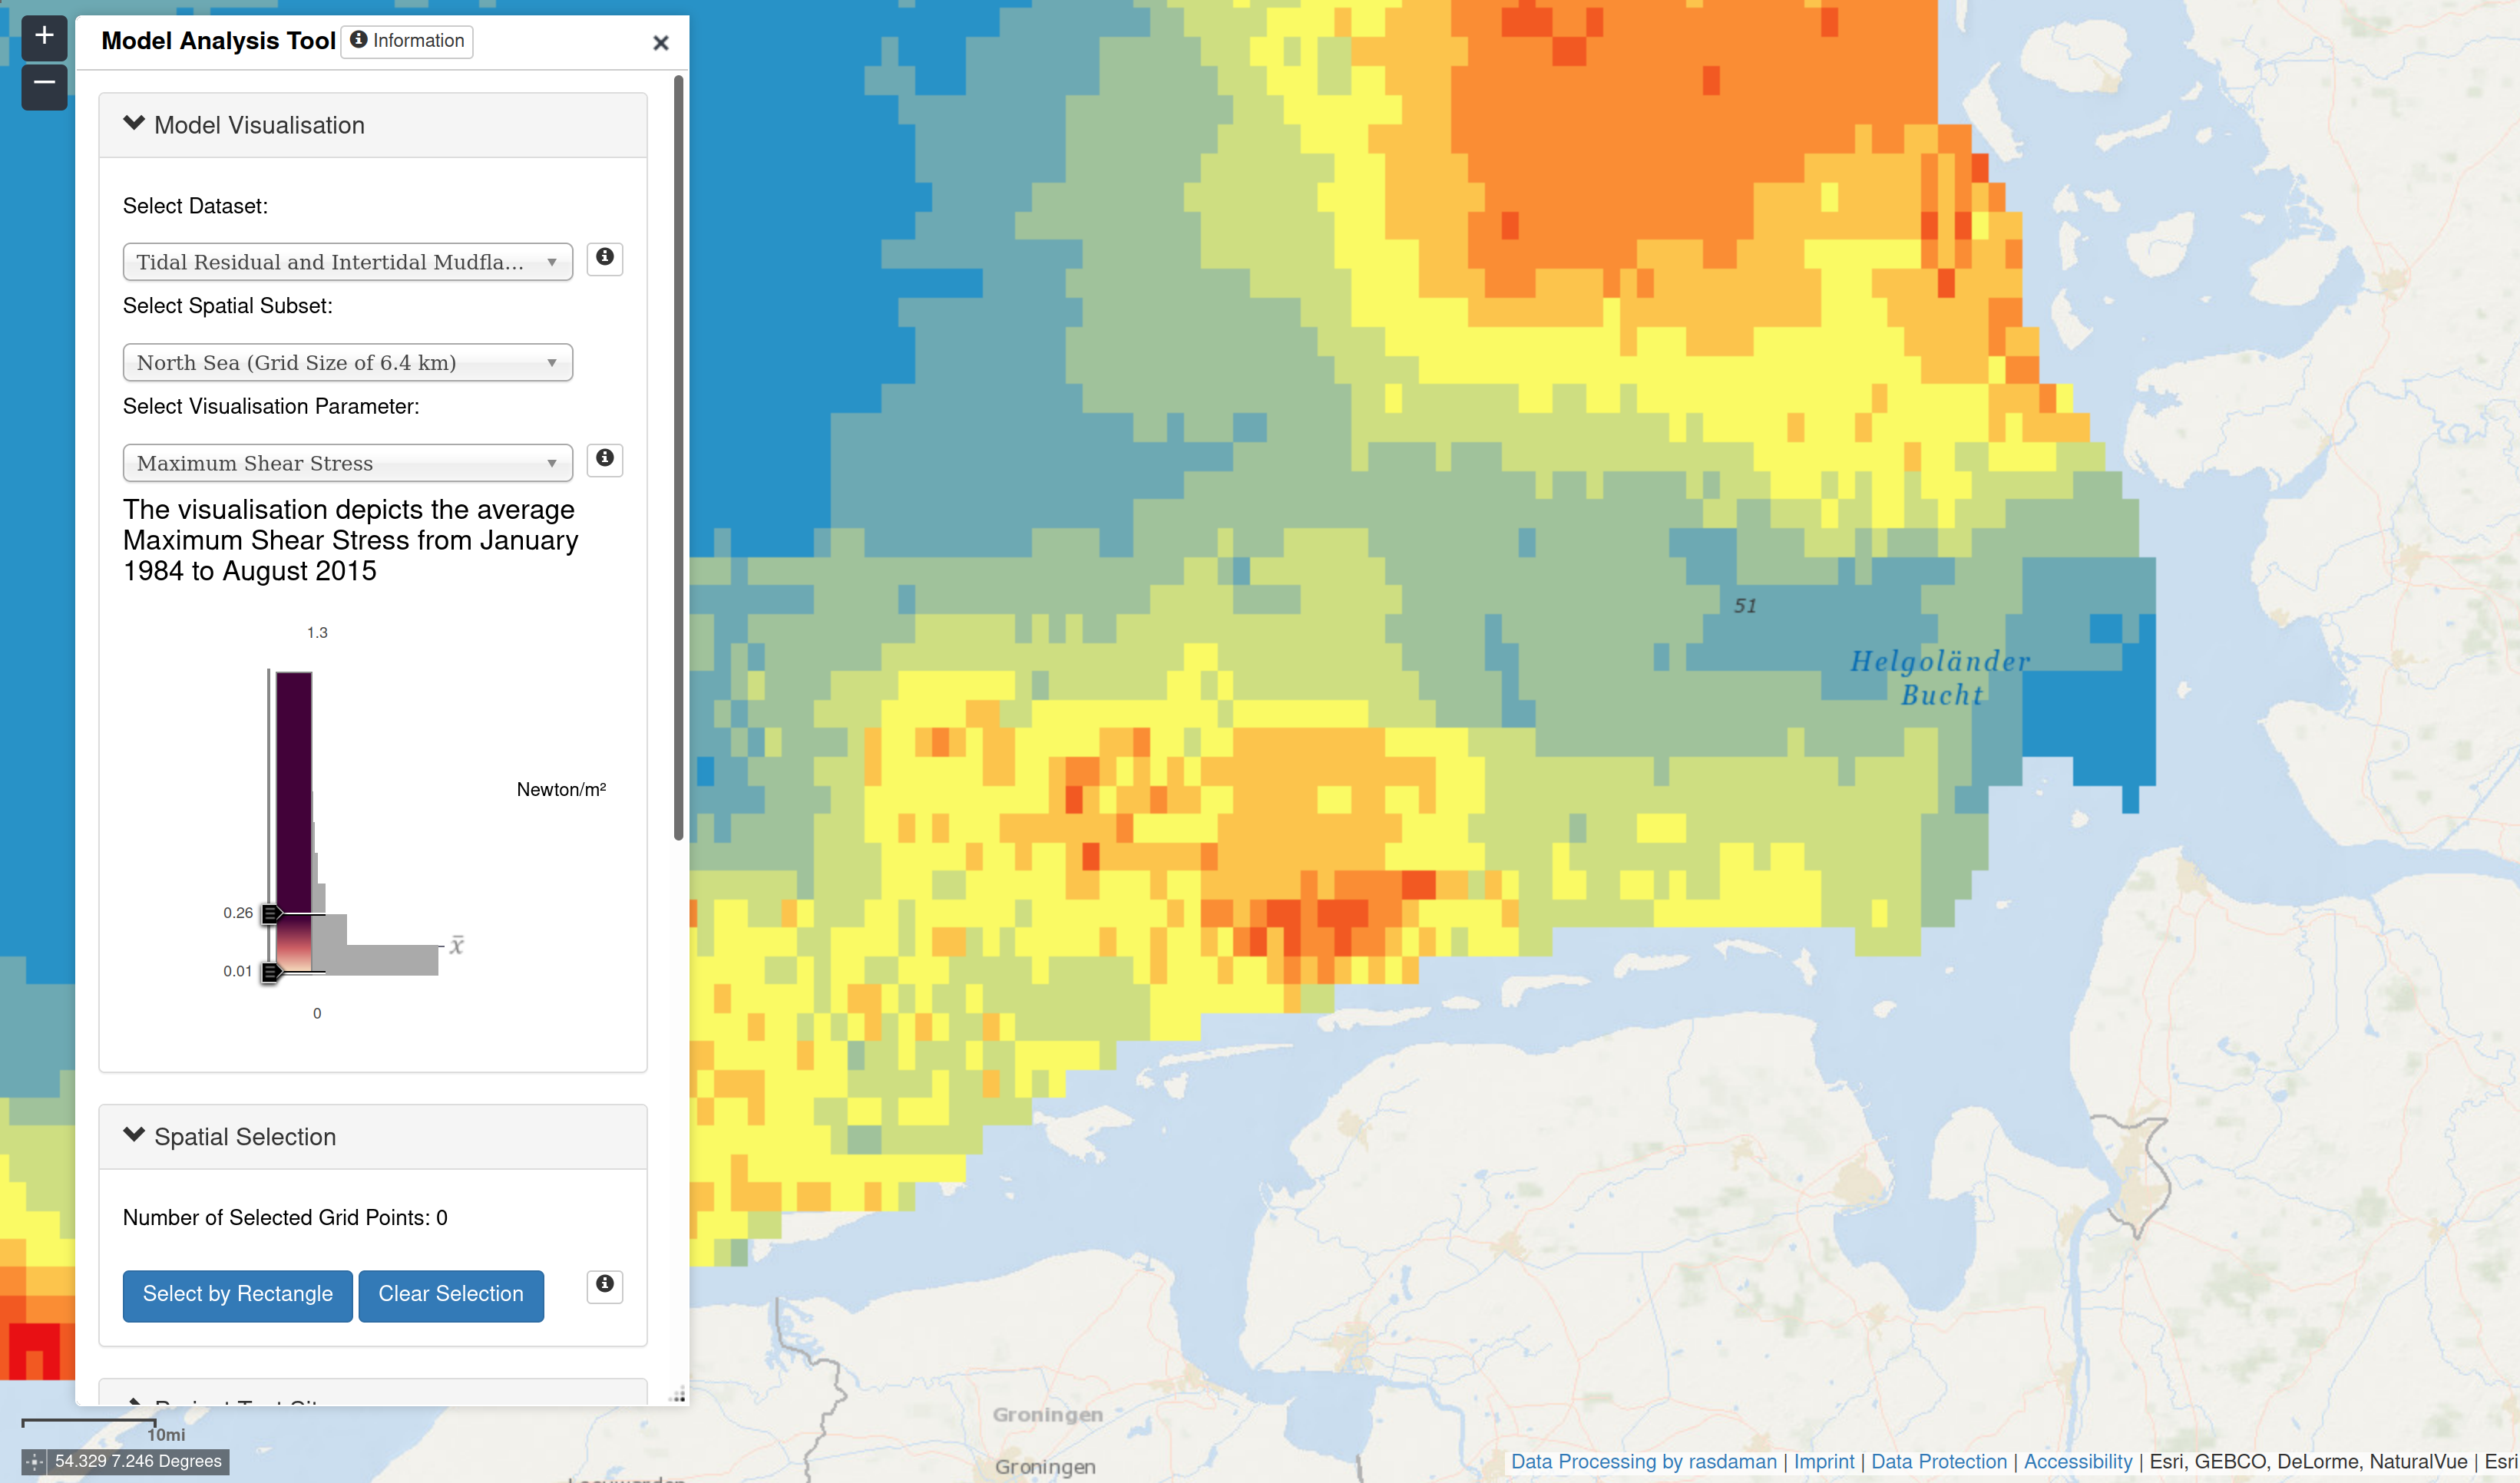 +
−
Model Analysis Tool
Information
×
Model Visualisation
Select Dataset:
Tidal Residual and Intertidal Mudfla...
Select Spatial Subset:
North Sea (Grid Size of 6.4 km)
Select Visualisation Parameter:
Maximum Shear Stress
The visualisation depicts the average
Maximum Shear Stress from January
1984 to August 2015
1.3
Newton/m²
0.26
x̄
0.01
0
Spatial Selection
Number of Selected Grid Points: 0
Select by Rectangle
Clear Selection
51
Helgoländer
Bucht
Groningen
Groningen
10mi
54.329 7.246 Degrees
Data Processing by rasdaman | Imprint | Data Protection | Accessibility | Esri, GEBCO, DeLorme, NaturalVue | Esri